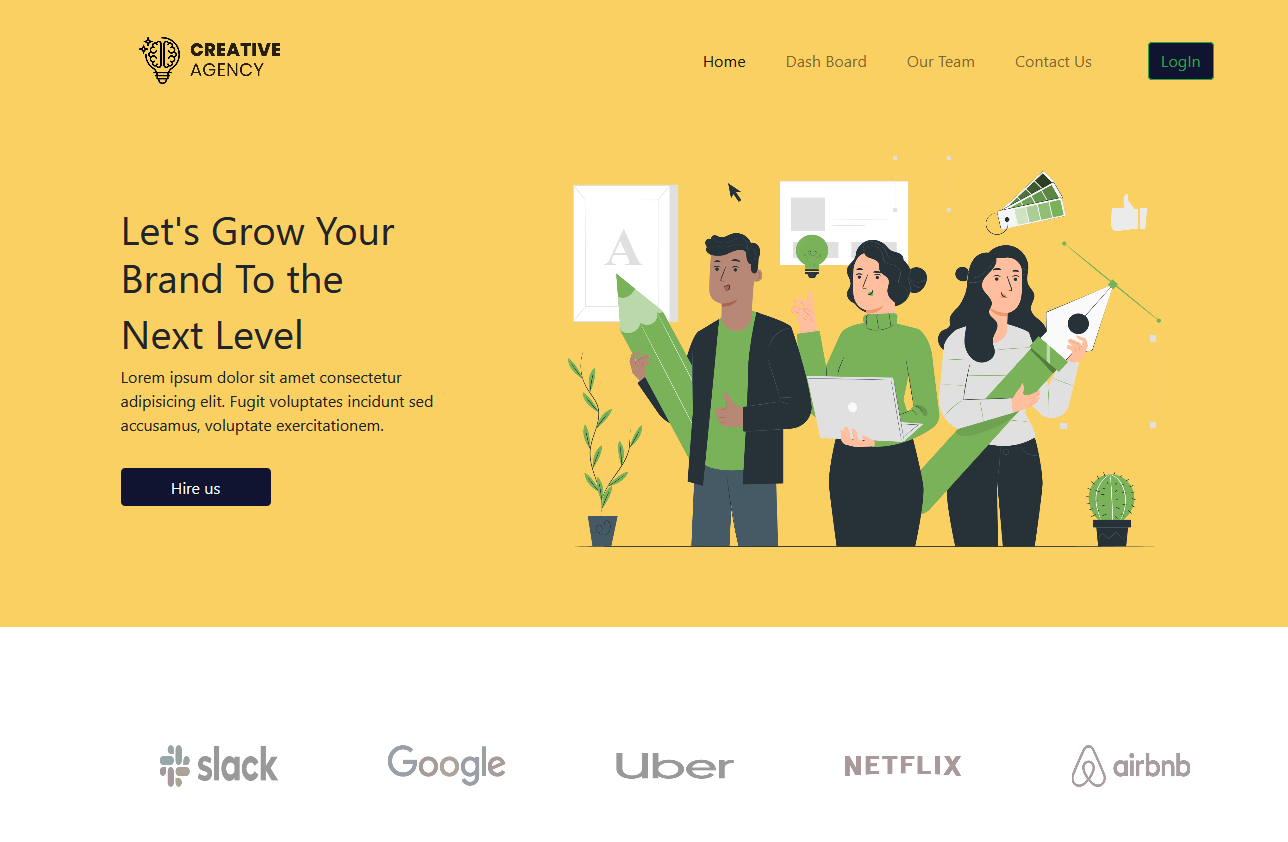 CREATIVE
AGENCY
Home
Dash Board
Our Team
Contact Us
LogIn
A
Let's Grow Your
Brand To the
Next Level
Lorem ipsum dolor sit amet consectetur
adipisicing elit. Fugit voluptates incidunt sed
accusamus, voluptate exercitationem.
Hire us
slack
Google
Uber
NETFLIX
airbnb